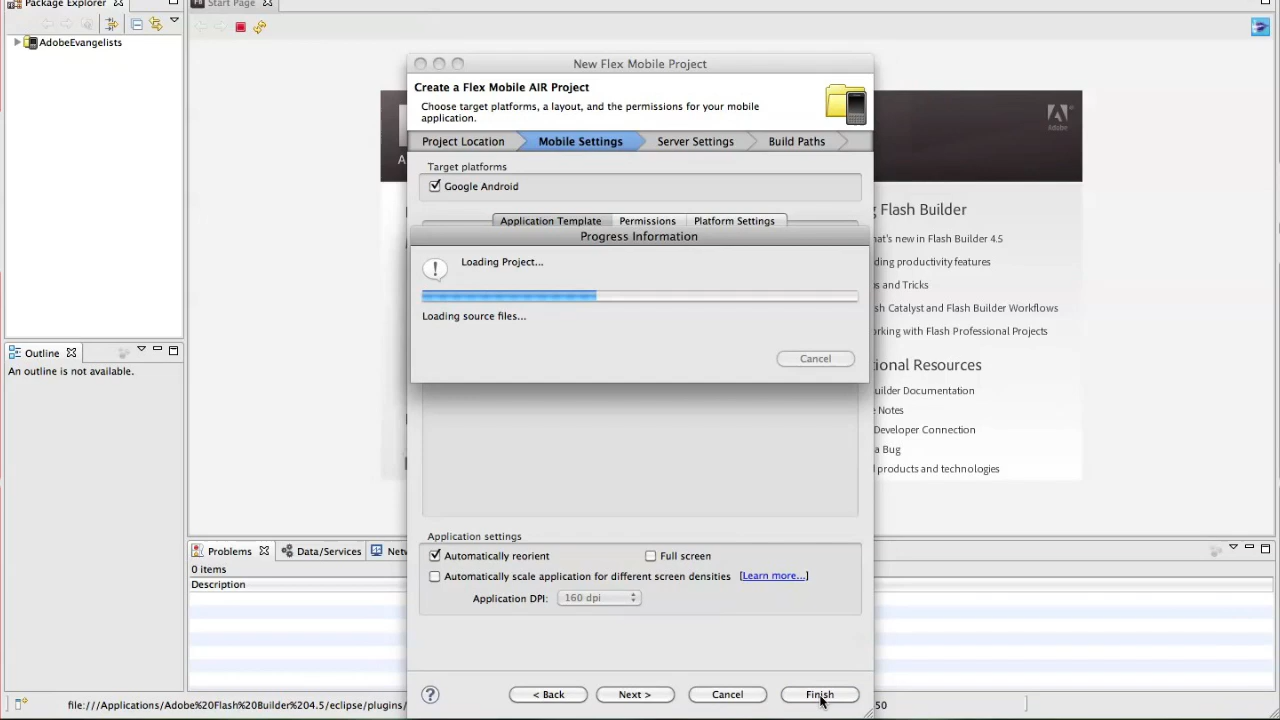 Package Explorer
Start Page
AdobeEvangelists
New Flex Mobile Project
Create a Flex Mobile AIR Project
Choose target platforms, a layout, and the permissions for your mobile
application.
Project Location
Mobile Settings
Server Settings
Build Paths
Target platforms
Google Android
Application Template
Permissions
Platform Settings
Progress Information
Loading Project...
Loading source files...
Cancel
Adobe
g Flash Builder
hat's new in Flash Builder 4.5
ding productivity features
s and Tricks
sh Catalyst and Flash Builder Workflows
orking with Flash Professional Projects
ional Resources
uilder Documentation
e Notes
Developer Connection
a Bug
l products and technologies
Outline
An outline is not available.
Application settings
Automatically reorient
Full screen
Automatically scale application for different screen densities
[Learn more...]
Application DPI:
160 dpi
Problems
Data/Services
Netw
0 items
Description
?
< Back
Next >
Cancel
Finish
file:///Applications/Adobe%20Flash%20Builder%204.5/eclipse/plugins/
50